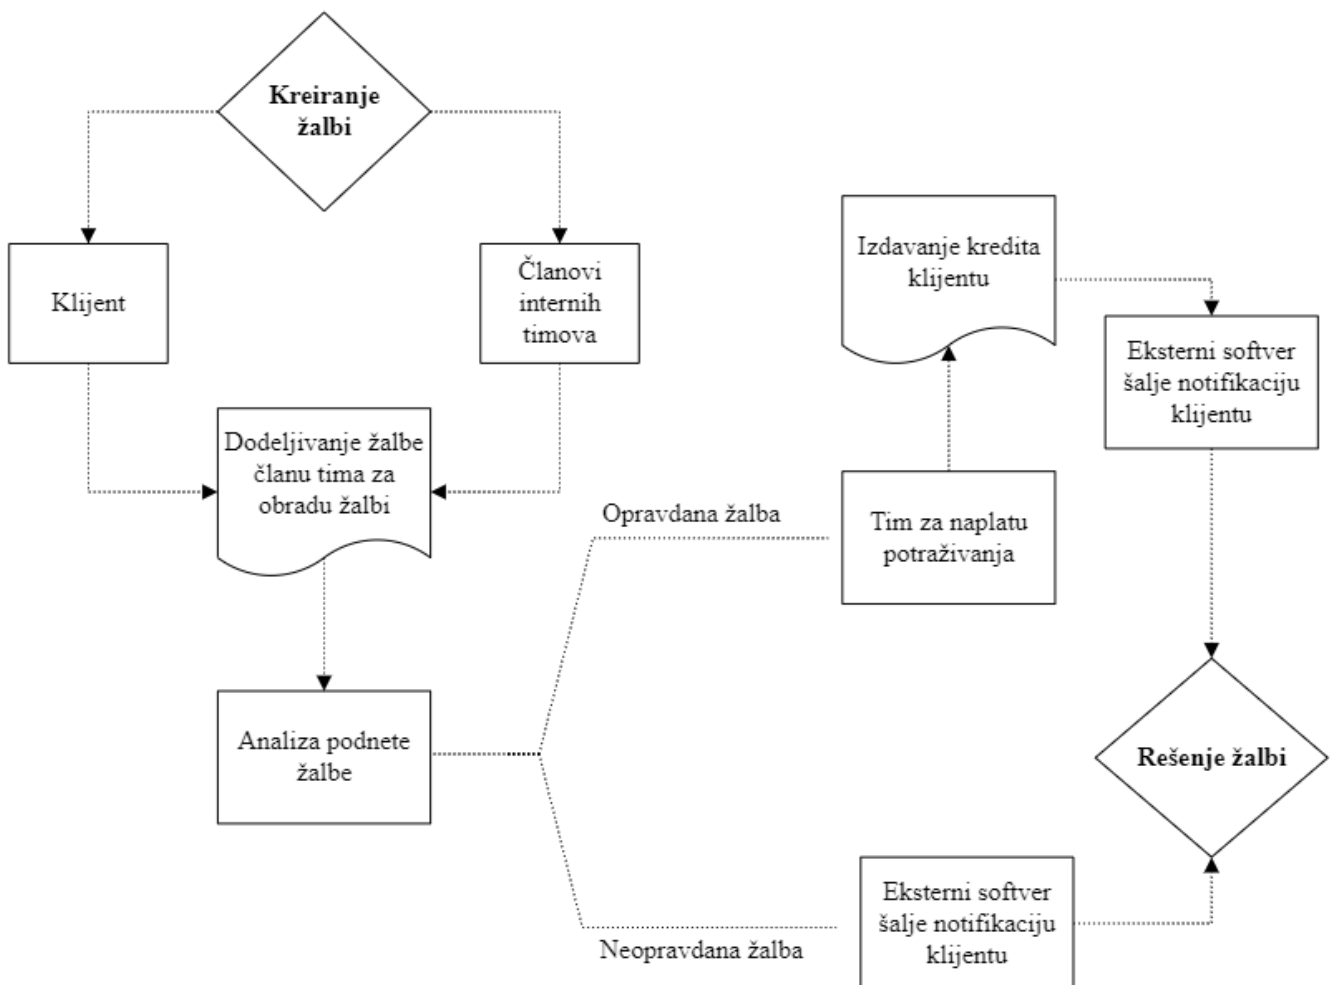 Kreiranje
žalbi
Klijent
Članovi
internih
timova
Dodeljivanje žalbe
članu tima za
obradu žalbi
Analiza podnete
žalbe
Opravdana žalba
Tim za naplatu
potraživanja
Izdavanje kredita
klijentu
Eksterni softver
šalje notifikaciju
klijentu
Neopravdana žalba
Eksterni softver
šalje notifikaciju
klijentu
Rešenje žalbi